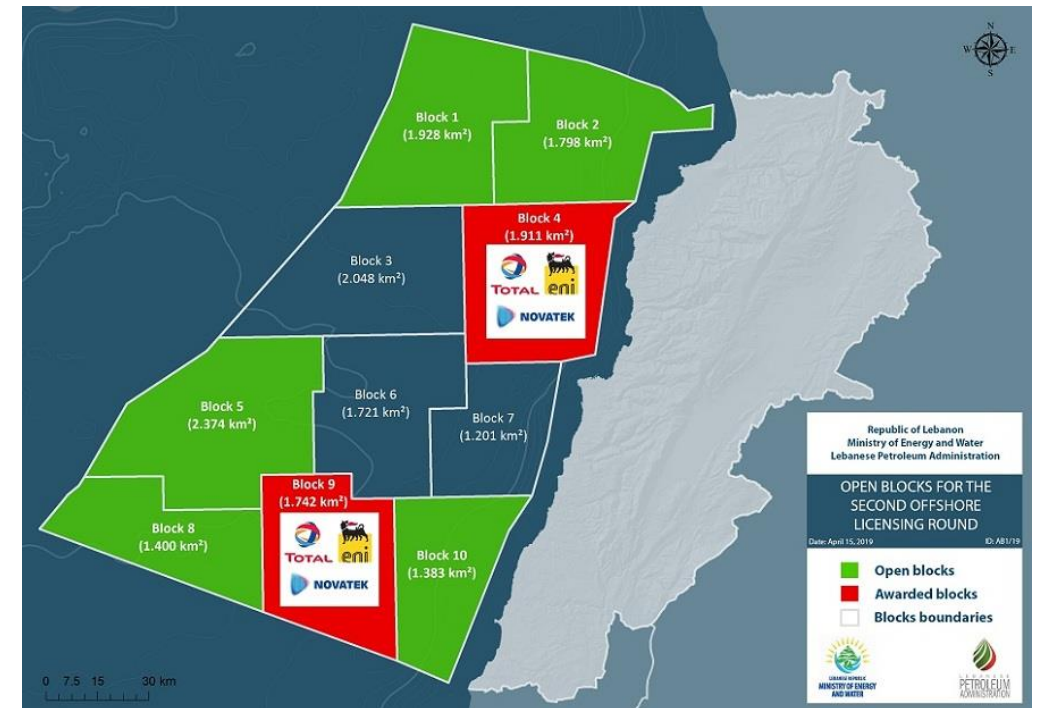 N
W E
S
Block 1
(1.928 km²)
Block 2
(1.798 km²)
Block 4
(1.911 km²)
TOTAL eni
NOVATEK
Block 3
(2.048 km²)
Block 5
(2.374 km²)
Block 6
(1.721 km²)
Block 7
(1.201 km²)
Block 9
(1.742 km²)
TOTAL eni
NOVATEK
Block 8
(1.400 km²)
Block 10
(1.383 km²)
0 7.5 15 30 km
Republic of Lebanon
Ministry of Energy and Water
Lebanese Petroleum Administration
OPEN BLOCKS FOR THE
SECOND OFFSHORE
LICENSING ROUND
Date: April 15, 2019 ID: AB1/19
Open blocks
Awarded blocks
Blocks boundaries
LEBANESE REPUBLIC
MINISTRY OF ENERGY
AND WATER
LEBANESE
PETROLEUM
ADMINISTRATION